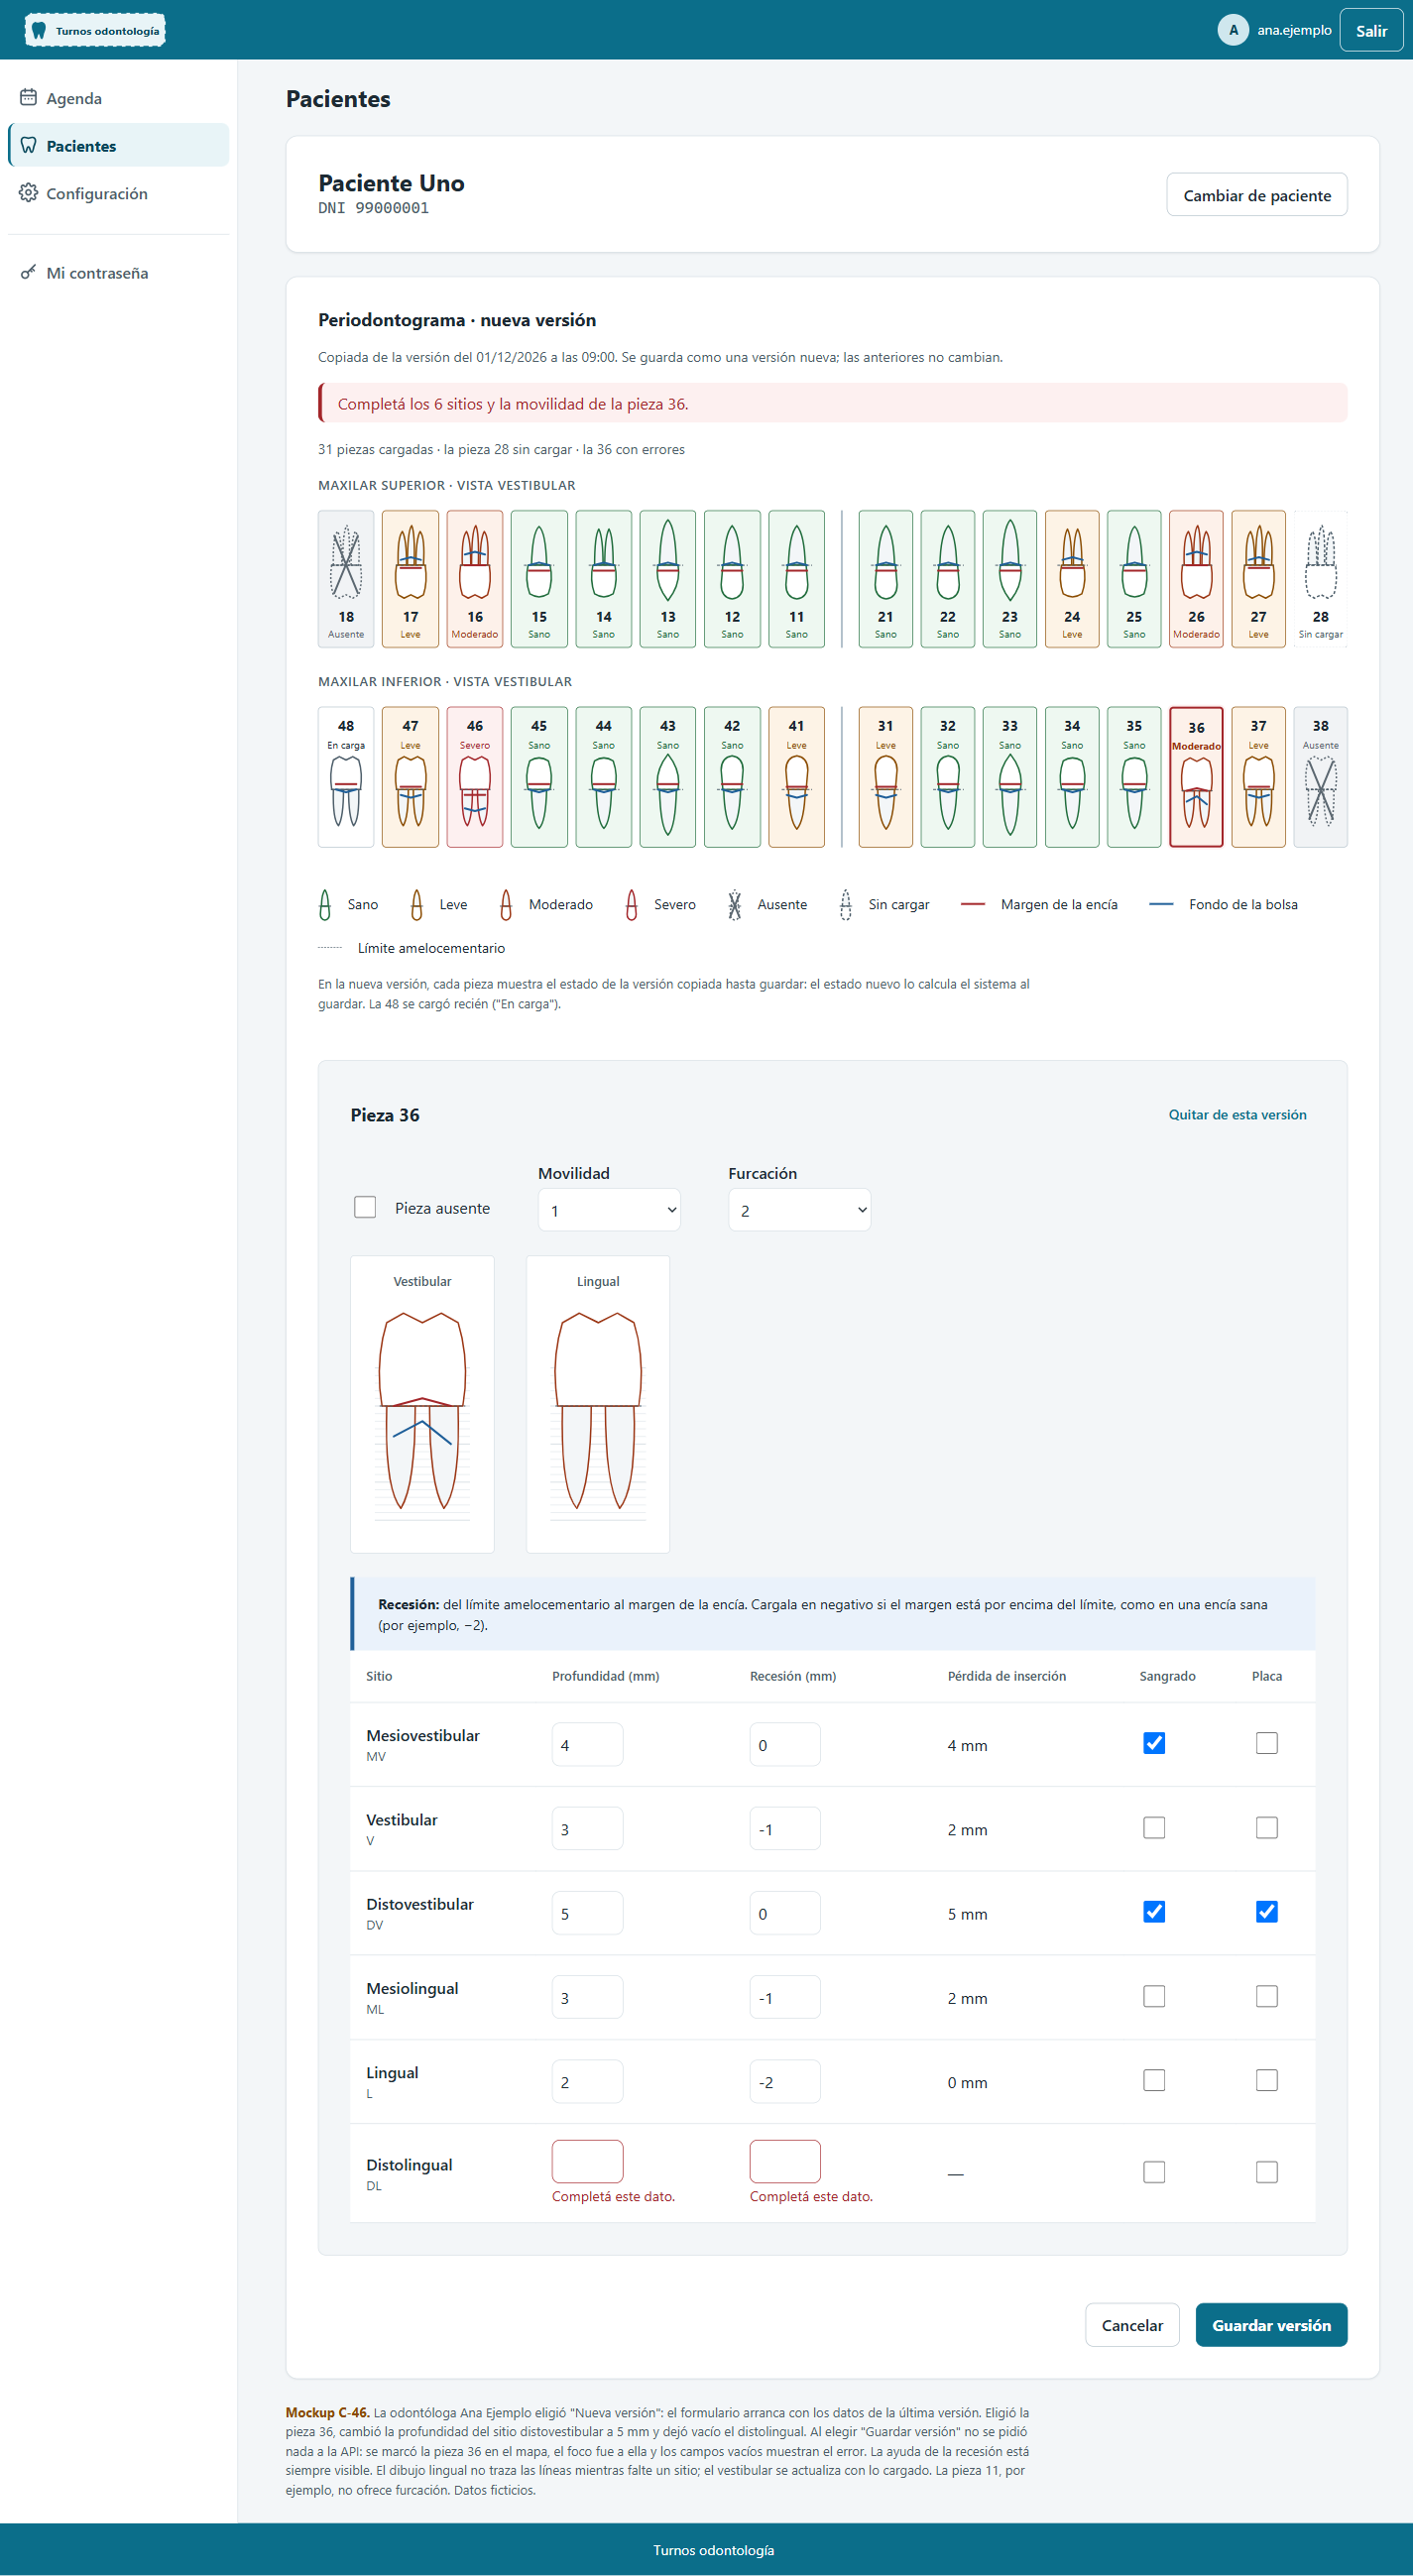 Turnos odontología
A
ana.ejemplo
Salir
Agenda
Pacientes
Configuración
Mi contraseña
Pacientes
Paciente Uno
DNI 99000001
Cambiar de paciente
Periodontograma · nueva versión
Copiada de la versión del 01/12/2026 a las 09:00. Se guarda como una versión nueva; las anteriores no cambian.
Completá los 6 sitios y la movilidad de la pieza 36.
31 piezas cargadas · la pieza 28 sin cargar · la 36 con errores
MAXILAR SUPERIOR · VISTA VESTIBULAR
18 17 16 15 14 13 12 11 21 22 23 24 25 26 27 28
Ausente Leve Moderado Sano Sano Sano Sano Sano Sano Sano Sano Leve Sano Moderado Leve Sin cargar
MAXILAR INFERIOR · VISTA VESTIBULAR
48 47 46 45 44 43 42 41 31 32 33 34 35 36 37 38
En carga Leve Severo Sano Sano Sano Sano Leve Leve Sano Sano Sano Sano Moderado Leve Ausente
Sano Leve Moderado Severo Ausente Sin cargar Margen de la encía Fondo de la bolsa
Límite amelocementario
En la nueva versión, cada pieza muestra el estado de la versión copiada hasta guardar: el estado nuevo lo calcula el sistema al
guardar. La 48 se cargó recién ("En carga").
Pieza 36
Quitar de esta versión
Pieza ausente
Movilidad
1
Furcación
2
Vestibular
Lingual
Recesión: del límite amelocementario al margen de la encía. Cargala en negativo si el margen está por encima del límite, como en una encía sana
(por ejemplo, −2).
Sitio Profundidad (mm) Recesión (mm) Pérdida de inserción Sangrado Placa
Mesiovestibular
MV
4 0 4 mm
Vestibular
V
3 -1 2 mm
Distovestibular
DV
5 0 5 mm
Mesiolingual
ML
3 -1 2 mm
Lingual
L
2 -2 0 mm
Distolingual
DL
—
Completá este dato. Completá este dato.
Cancelar
Guardar versión
Mockup C-46. La odontóloga Ana Ejemplo eligió "Nueva versión": el formulario arranca con los datos de la última versión. Eligió la
pieza 36, cambió la profundidad del sitio distovestibular a 5 mm y dejó vacío el distolingual. Al elegir "Guardar versión" no se pidió
nada a la API: se marcó la pieza 36 en el mapa, el foco fue a ella y los campos vacíos muestran el error. La ayuda de la recesión está
siempre visible. El dibujo lingual no traza las líneas mientras falte un sitio; el vestibular se actualiza con lo cargado. La pieza 11, por
ejemplo, no ofrece furcación. Datos ficticios.
Turnos odontología